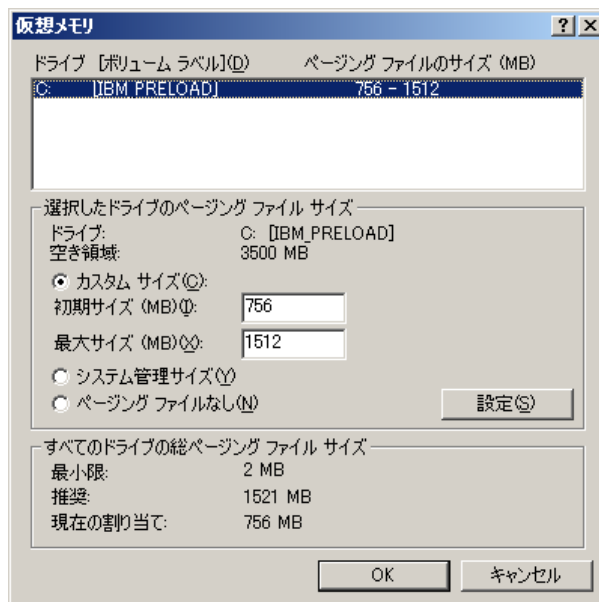 仮想メモリ
ドライブ [ボリューム ラベル](D) ページング ファイルのサイズ (MB)
C: [IBM_PRELOAD] 756 - 1512
選択したドライブのページング ファイル サイズ
ドライブ: C: [IBM_PRELOAD]
空き領域: 3500 MB
カスタム サイズ(C):
初期サイズ (MB)(I): 756
最大サイズ (MB)(X): 1512
システム管理サイズ(Y)
ページング ファイルなし(N) 設定(S)
すべてのドライブの総ページング ファイル サイズ
最小限: 2 MB
推奨: 1521 MB
現在の割り当て: 756 MB
OK キャンセル